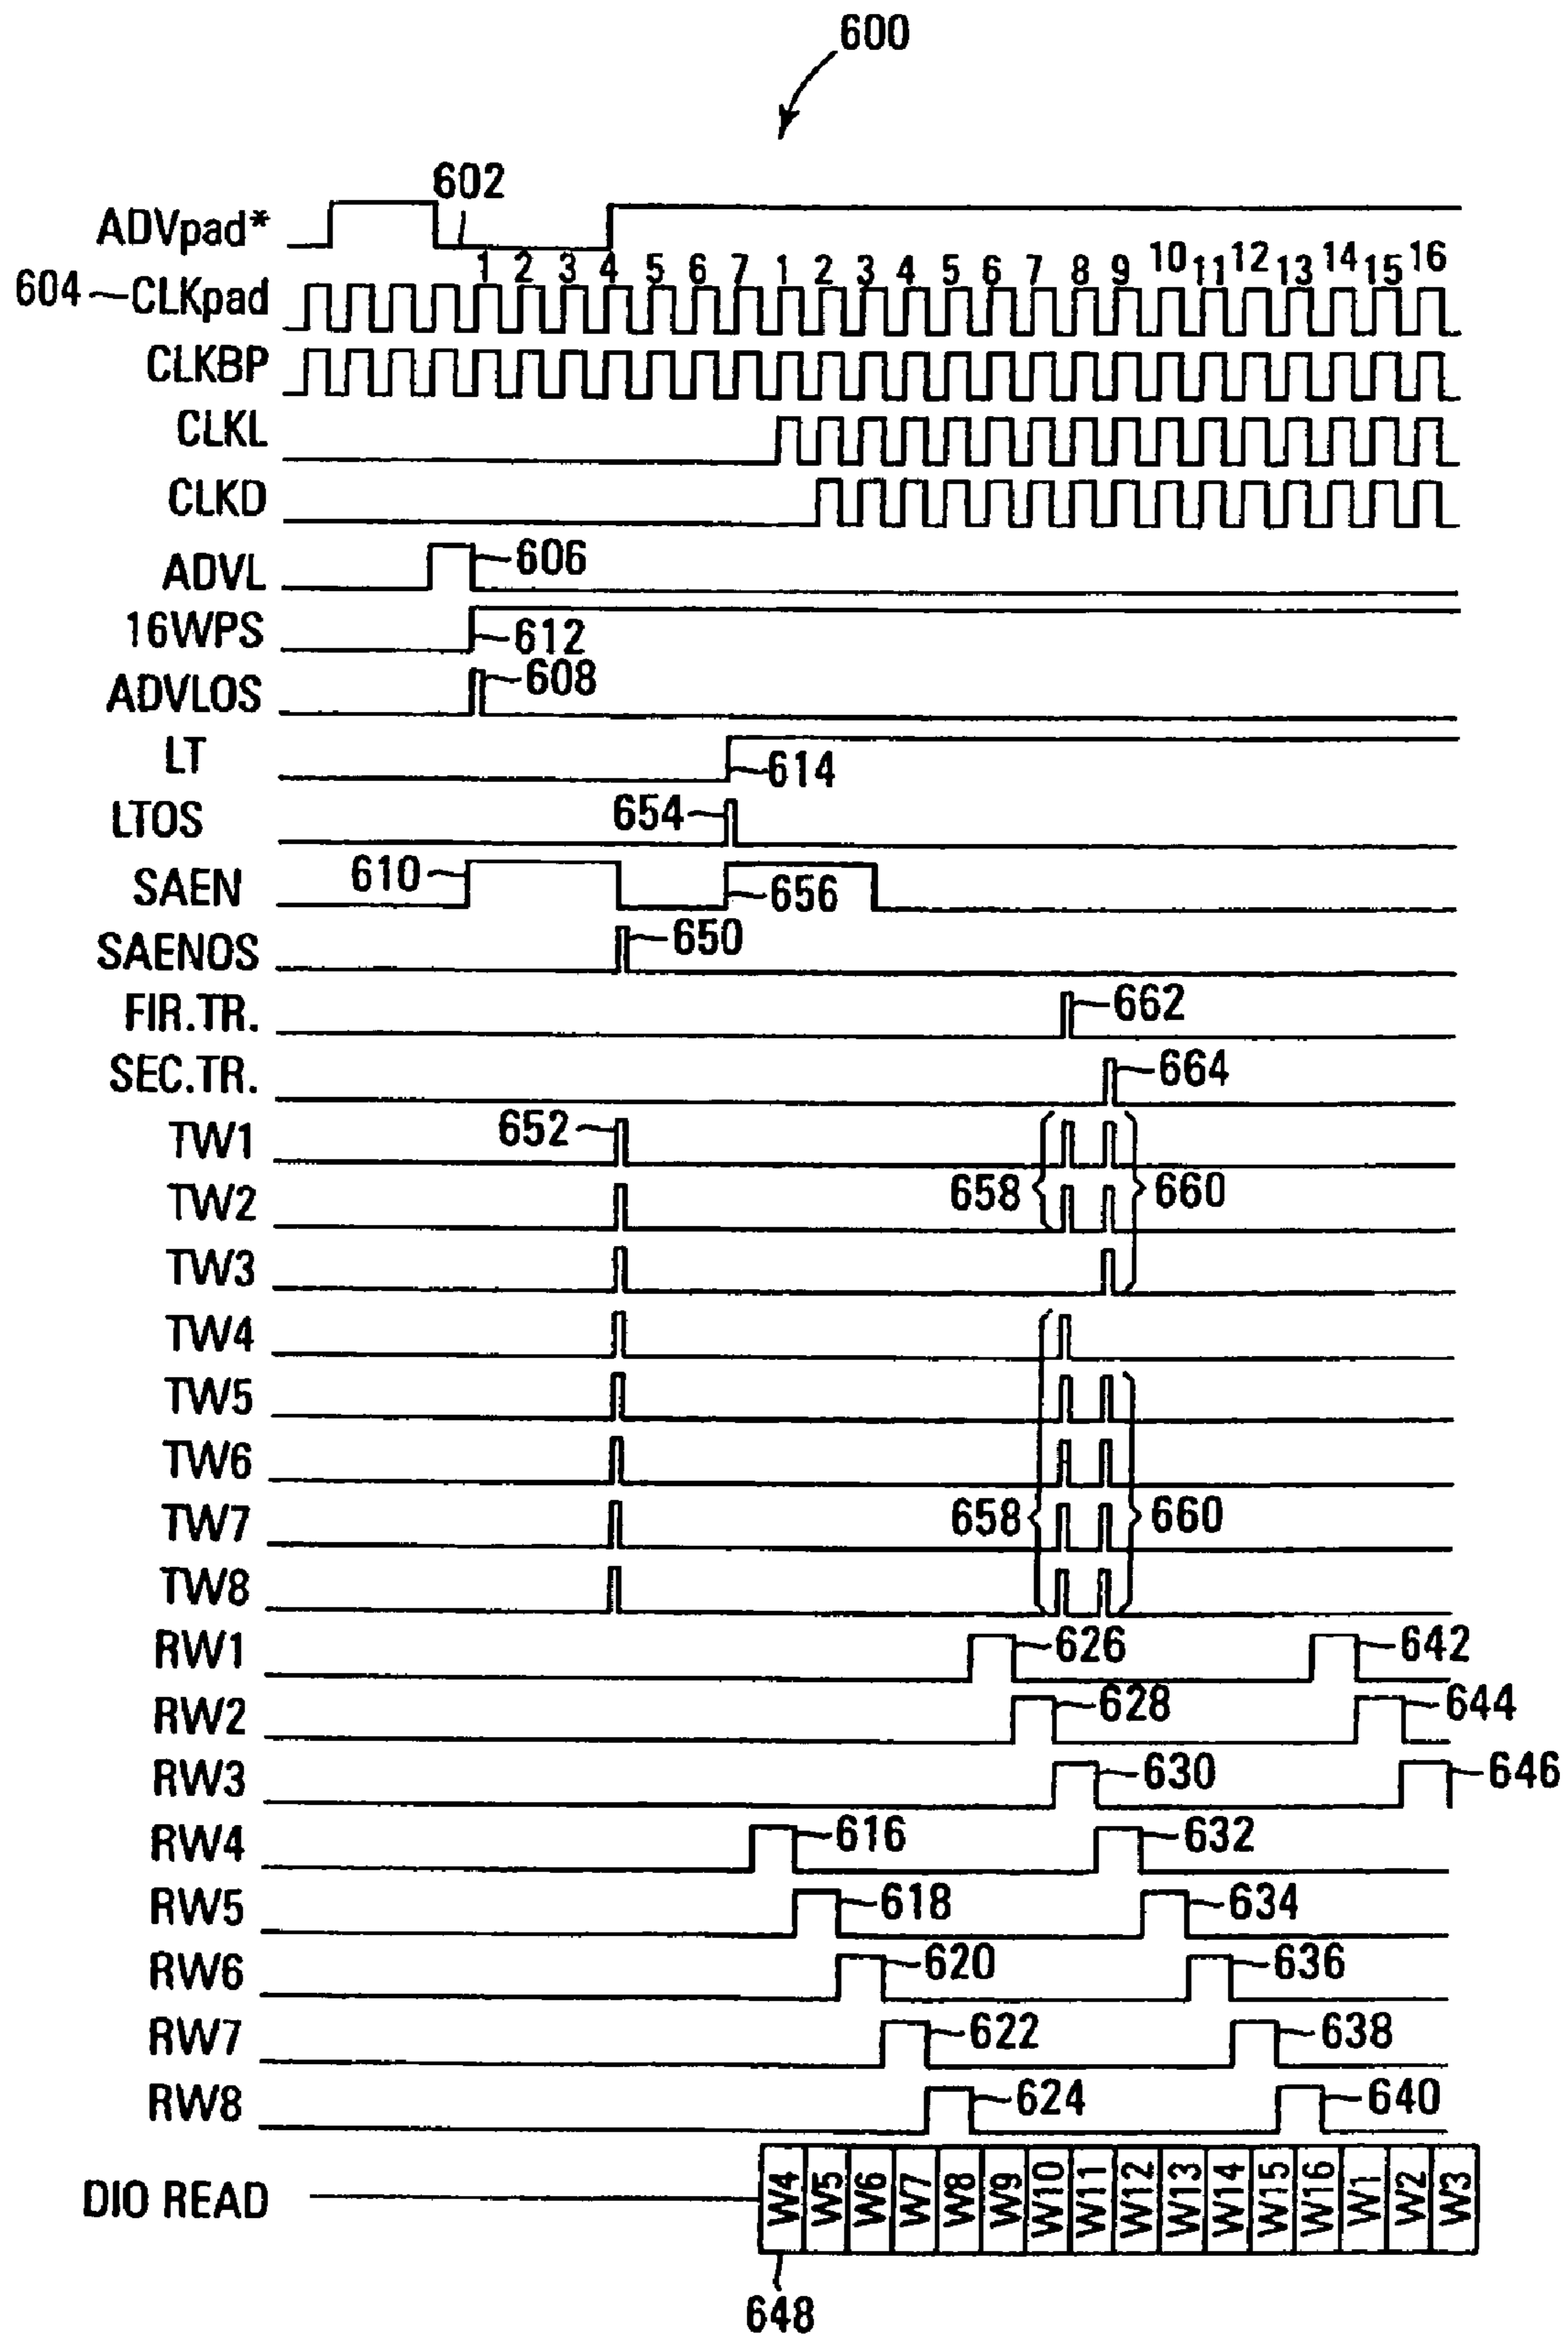 600
602
ADVpad*
1 2 3 4 5 6 7 1 2 3 4 5 6 7 8 9 10 11 12 13 14 15 16
604 CLKpad
CLKBP
CLKL
CLKD
ADVL 606
16WPS 612
ADVLOS 608
LT 614
LTOS 654
SAEN 610 656
SAENOS 650
FIR.TR. 662
SEC.TR. 664
TW1 652
TW2 658 660
TW3
TW4
TW5
TW6
TW7 658 660
TW8
RW1 626 642
RW2 628 644
RW3 630 646
RW4 616 632
RW5 618 634
RW6 620 636
RW7 622 638
RW8 624 640
DIO READ W4 W5 W6 W7 W8 W9 W10 W11 W12 W13 W14 W15 W16 W1 W2 W3
648